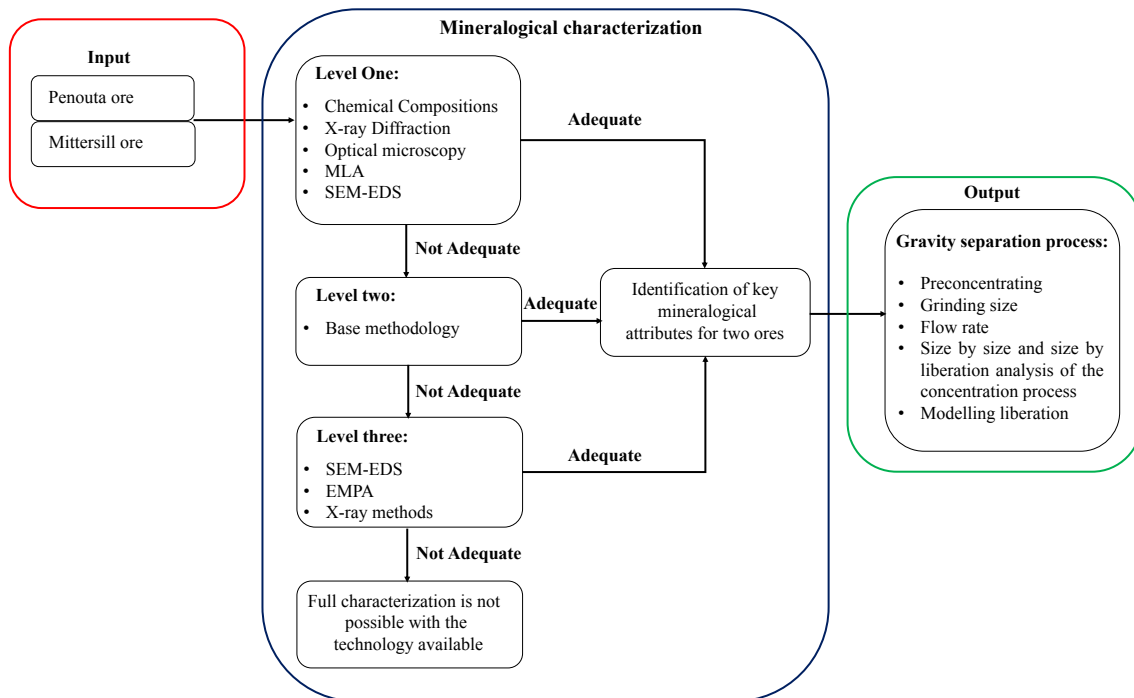 Mineralogical characterization
Input
Penouta ore
Mittersill ore
Level One:
• Chemical Compositions
• X-ray Diffraction
• Optical microscopy
• MLA
• SEM-EDS
Adequate
Not Adequate
Level two:
• Base methodology
Adequate
Not Adequate
Level three:
• SEM-EDS
• EMPA
• X-ray methods
Adequate
Not Adequate
Full characterization is not
possible with the
technology available
Identification of key
mineralogical
attributes for two ores
Output
Gravity separation process:
• Preconcentrating
• Grinding size
• Flow rate
• Size by size and size by
liberation analysis of the
concentration process
• Modelling liberation